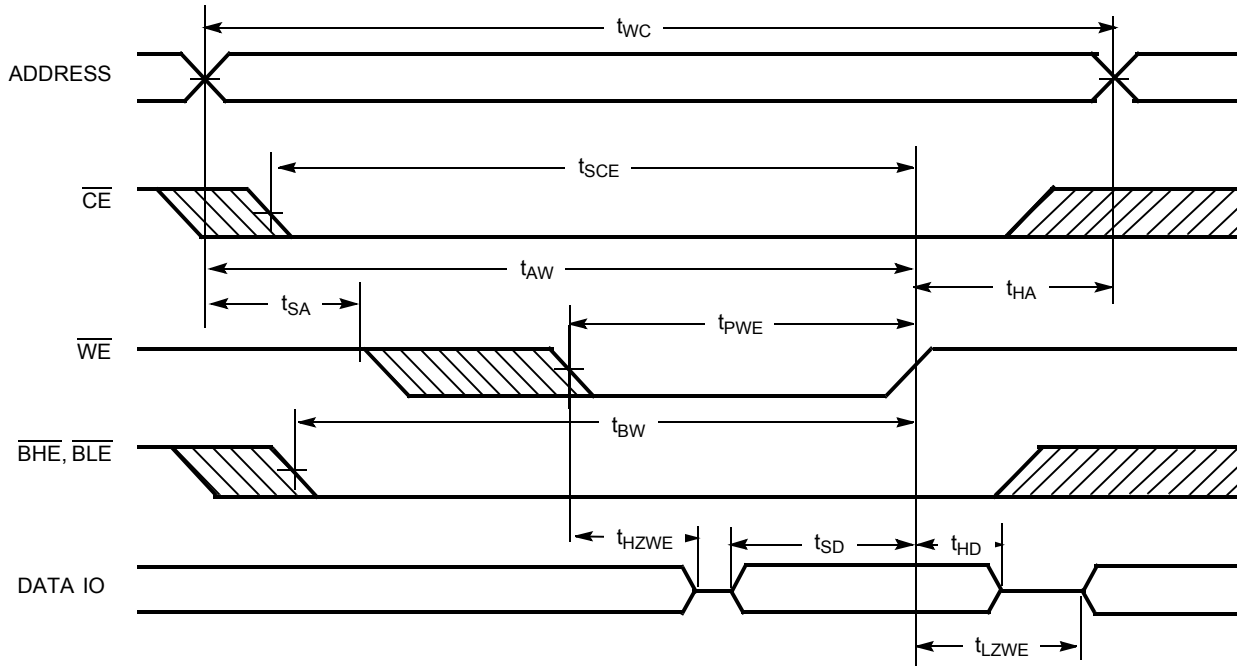 tWC
ADDRESS
tSCE
CE
tAW
tSA
tHA
tPWE
WE
tBW
BHE, BLE
tHZWE
tSD
tHD
DATA IO
tLZWE